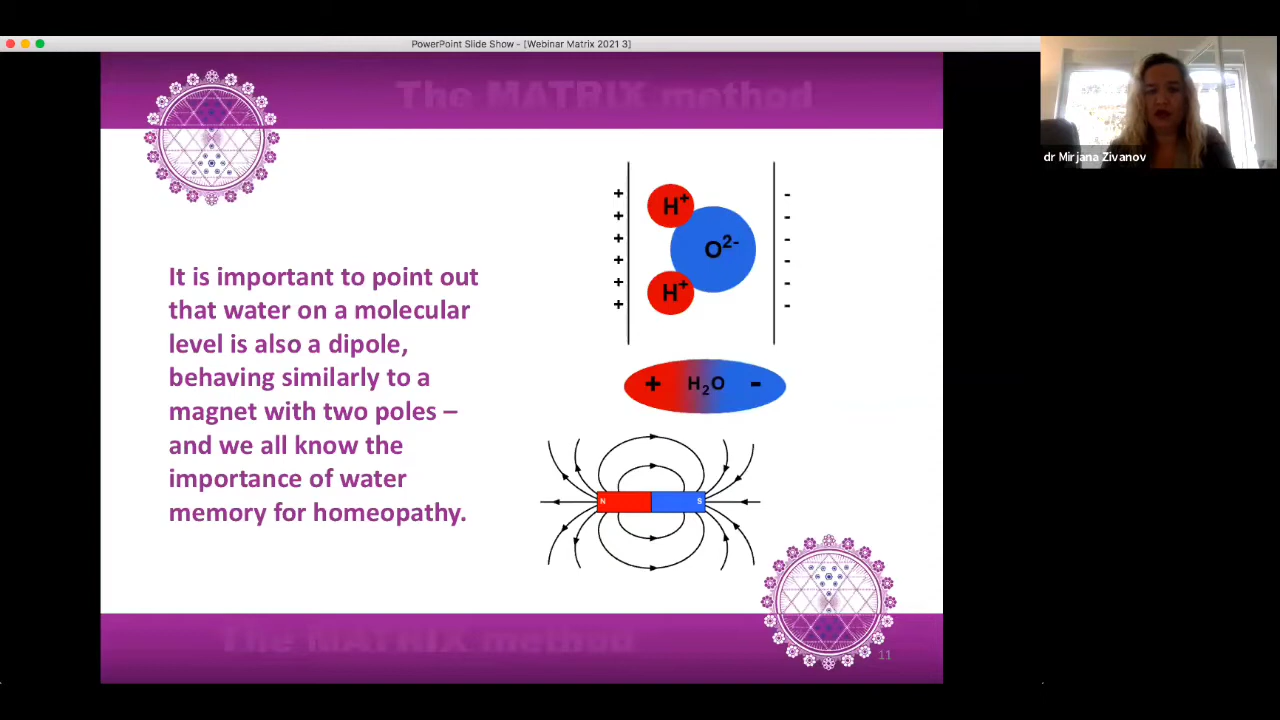 PowerPoint Slide Show - [Webinar Matrix 2021 3]
dr Mirjana Zivanov
The MATRIX method
It is important to point out
that water on a molecular
level is also a dipole,
behaving similarly to a
magnet with two poles –
and we all know the
importance of water
memory for homeopathy.
+ + + + + +
H⁺
O²⁻
H⁺
- - - - - -
+ H₂O -
N S
The MATRIX method
11